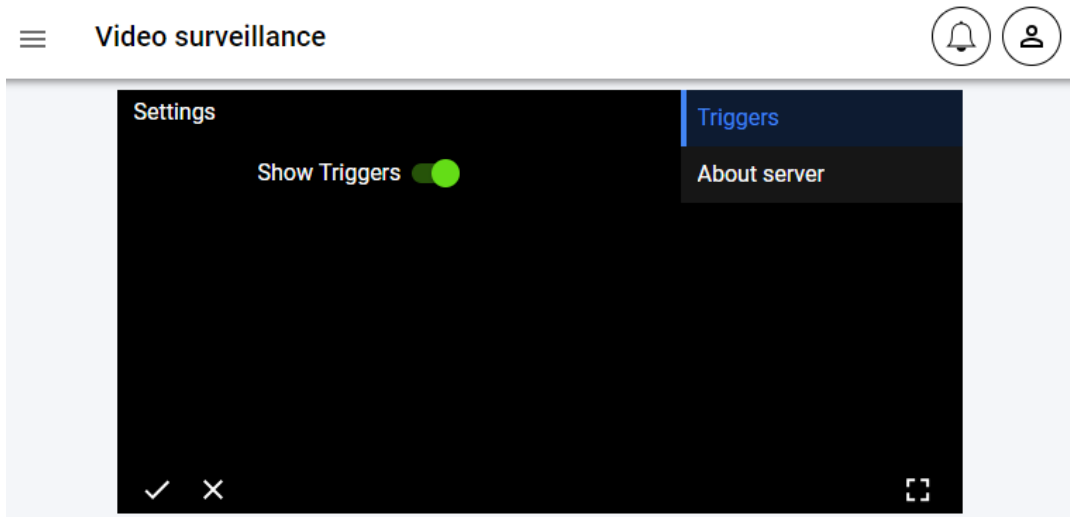 Video surveillance
Settings
Triggers
Show Triggers
About server